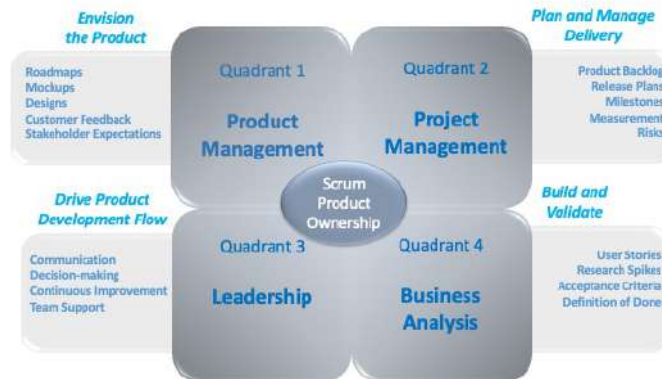 Envision
the Product
Roadmaps
Mockups
Designs
Customer Feedback
Stakeholder Expectations
Quadrant 1
Product
Management
Quadrant 2
Project
Management
Plan and Manage
Delivery
Product Backlog
Release Plans
Milestones
Measurement
Risks
Scrum
Product
Ownership
Drive Product
Development Flow
Communication
Decision-making
Continuous Improvement
Team Support
Quadrant 3
Leadership
Quadrant 4
Business
Analysis
Build and
Validate
User Stories
Research Spikes
Acceptance Criteria
Definition of Done